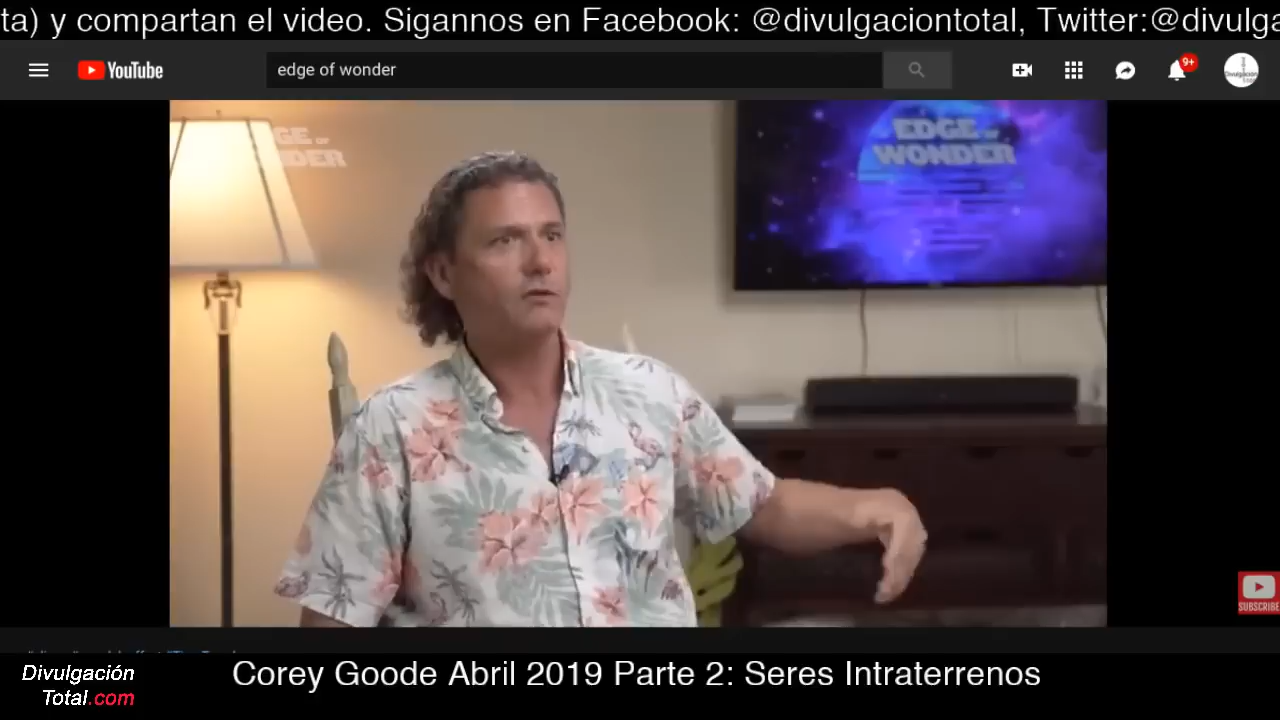 ta) y compartan el video. Sigannos en Facebook: @divulgaciontotal, Twitter:@divulga
YouTube
edge of wonder
9+
EDGE OF
WONDER
EDGE OF
WONDER
SUBSCRIBE
Divulgación
Total.com
Corey Goode Abril 2019 Parte 2: Seres Intraterrenos